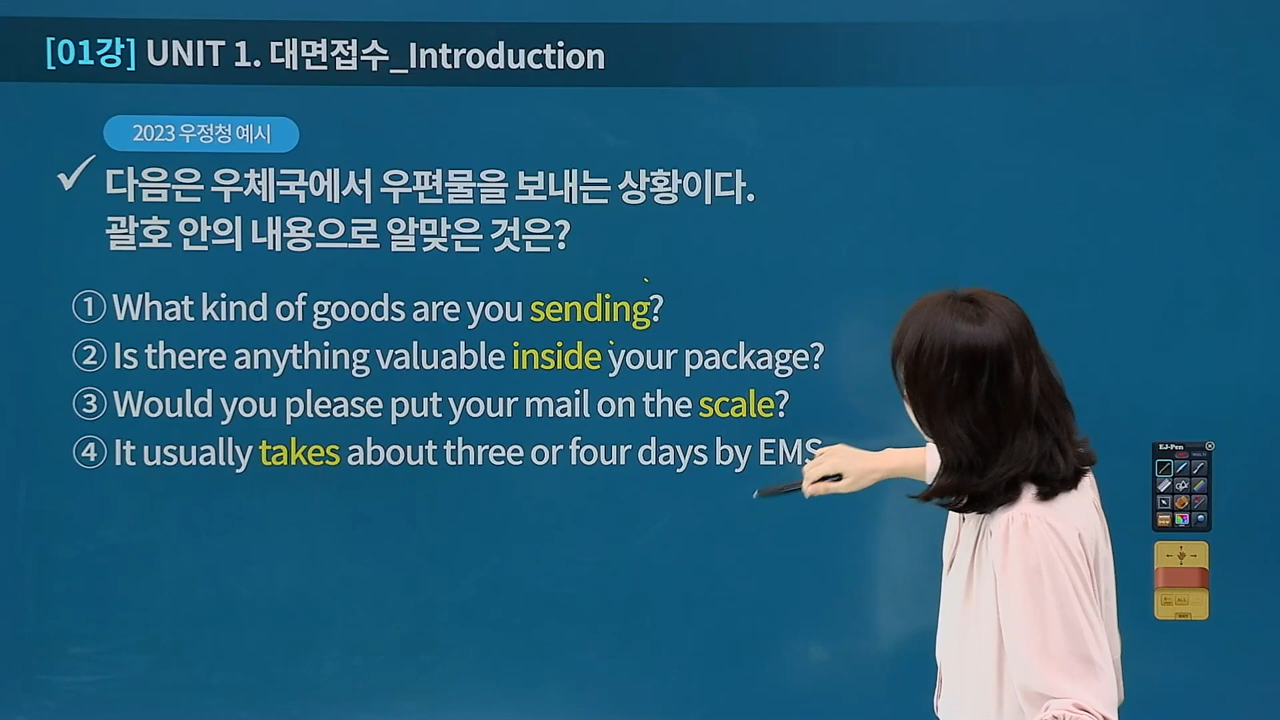 [01강] UNIT 1. 대면접수_Introduction
2023 우정청 예시
다음은 우체국에서 우편물을 보내는 상황이다.
괄호 안의 내용으로 알맞은 것은?
① What kind of goods are you sending?
② Is there anything valuable inside your package?
③ Would you please put your mail on the scale?
④ It usually takes about three or four days by EMS
EJ-Pen
ALL